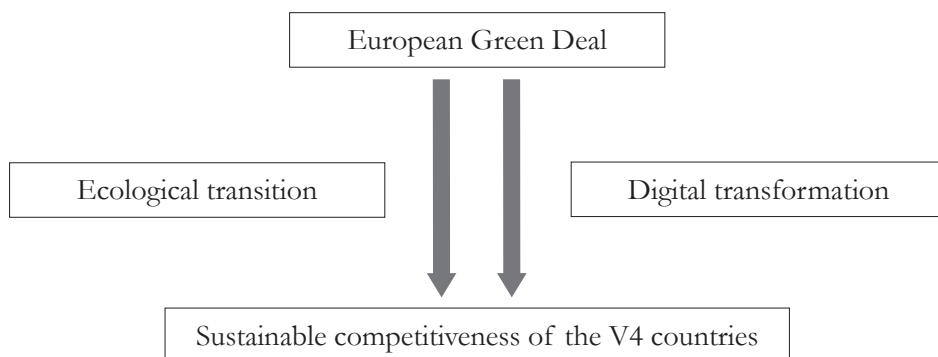 European Green Deal
Ecological transition
Digital transformation
Sustainable competitiveness of the V4 countries